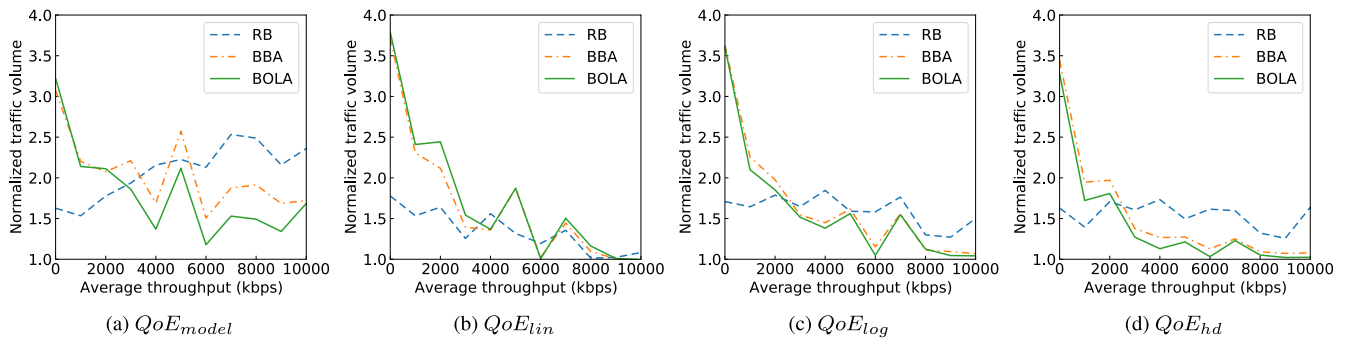 Normalized traffic volume
4.0
3.5
3.0
2.5
2.0
1.5
1.0
RB
BBA
BOLA
0 2000 4000 6000 8000 10000
Average throughput (kbps)
(a) QoE_model
Normalized traffic volume
4.0
3.5
3.0
2.5
2.0
1.5
1.0
RB
BBA
BOLA
0 2000 4000 6000 8000 10000
Average throughput (kbps)
(b) QoE_lin
Normalized traffic volume
4.0
3.5
3.0
2.5
2.0
1.5
1.0
RB
BBA
BOLA
0 2000 4000 6000 8000 10000
Average throughput (kbps)
(c) QoE_log
Normalized traffic volume
4.0
3.5
3.0
2.5
2.0
1.5
1.0
RB
BBA
BOLA
0 2000 4000 6000 8000 10000
Average throughput (kbps)
(d) QoE_hd